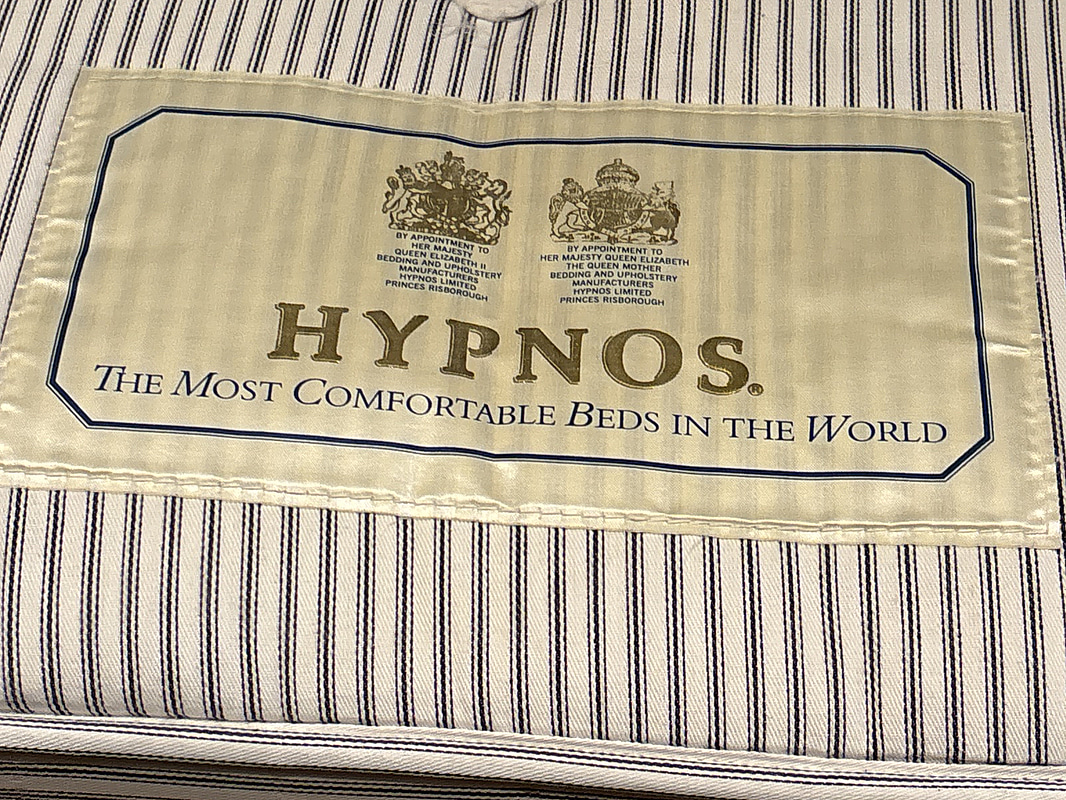 BY APPOINTMENT TO
HER MAJESTY
QUEEN ELIZABETH II
BEDDING AND UPHOLSTERY
MANUFACTURERS
HYPNOS LIMITED
PRINCES RISBOROUGH
BY APPOINTMENT TO
HER MAJESTY QUEEN ELIZABETH
THE QUEEN MOTHER
BEDDING AND UPHOLSTERY
MANUFACTURERS
HYPNOS LIMITED
PRINCES RISBOROUGH
HYPNOS®
THE MOST COMFORTABLE BEDS IN THE WORLD